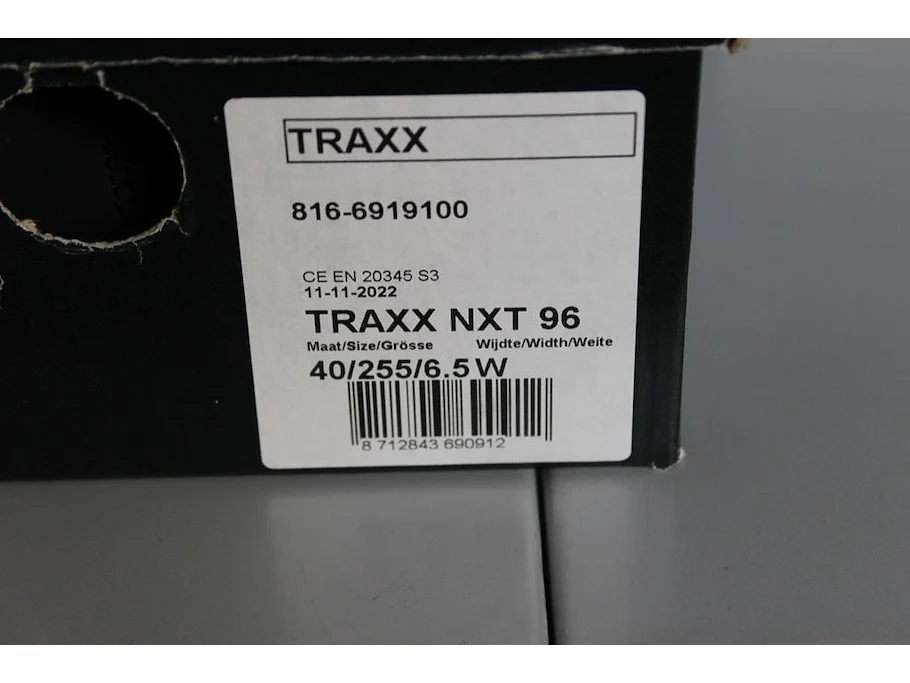 TRAXX
816-6919100
CE EN 20345 S3
11-11-2022
TRAXX NXT 96
Maat/Size/Grösse Wijdte/Width/Weite
40/255/6.5 W
8 712843 690912